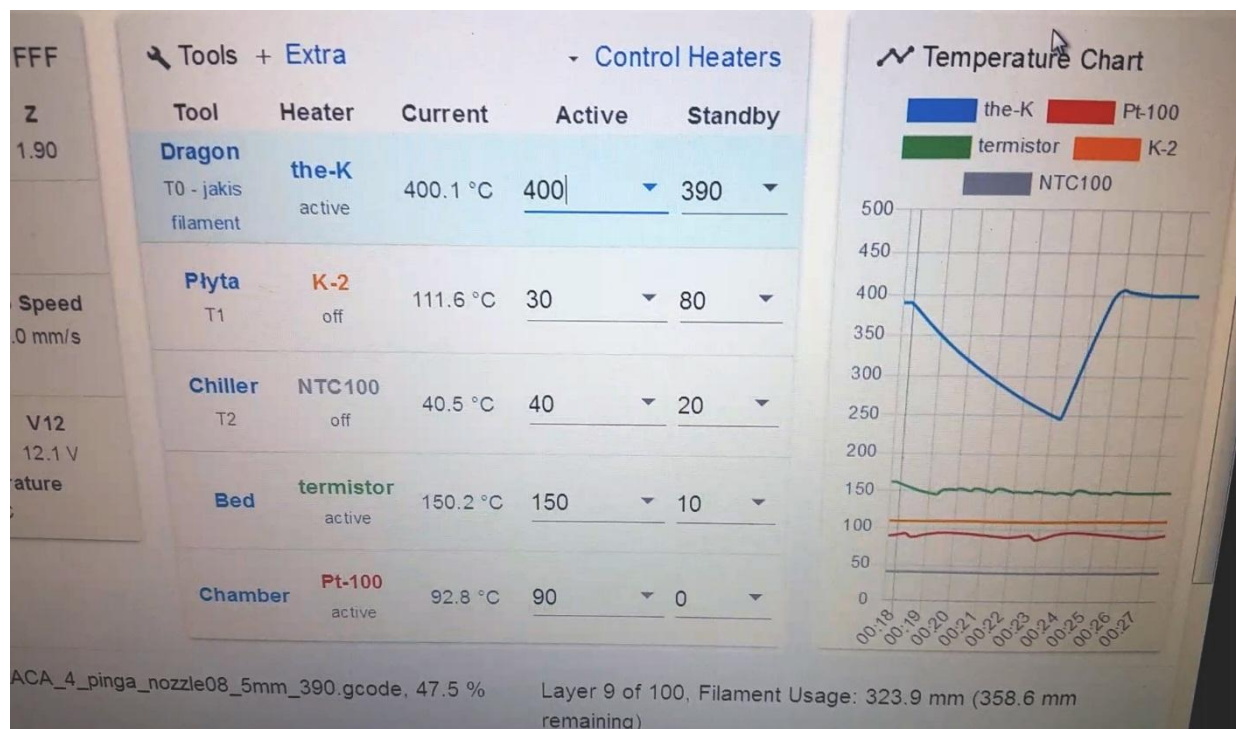 FFF
Z
1.90
Speed
.0 mm/s
V12
12.1 V
ature
Tools + Extra
Control Heaters
Tool Heater Current Active Standby
Dragon
T0 - jakis
filament
the-K
active
400.1 °C
400
390
Płyta
T1
K-2
off
111.6 °C
30
80
Chiller
T2
NTC100
off
40.5 °C
40
20
Bed
termistor
active
150.2 °C
150
10
Chamber
Pt-100
active
92.8 °C
90
0
Temperature Chart
the-K Pt-100
termistor K-2
NTC100
500
450
400
350
300
250
200
150
100
50
0
00:18 00:19 00:20 00:21 00:22 00:23 00:24 00:25 00:26 00:27
ACA_4_pinga_nozzle08_5mm_390.gcode, 47.5 %
Layer 9 of 100, Filament Usage: 323.9 mm (358.6 mm
remaining)